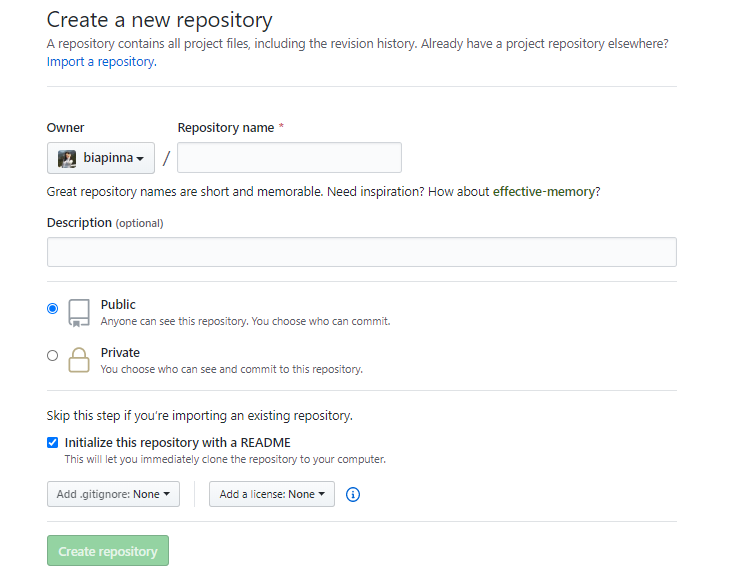 Create a new repository
A repository contains all project files, including the revision history. Already have a project repository elsewhere?
Import a repository.
Owner
Repository name *
biapinna
/
Great repository names are short and memorable. Need inspiration? How about effective-memory?
Description (optional)
Public
Anyone can see this repository. You choose who can commit.
Private
You choose who can see and commit to this repository.
Skip this step if you’re importing an existing repository.
Initialize this repository with a README
This will let you immediately clone the repository to your computer.
Add .gitignore: None
Add a license: None
Create repository